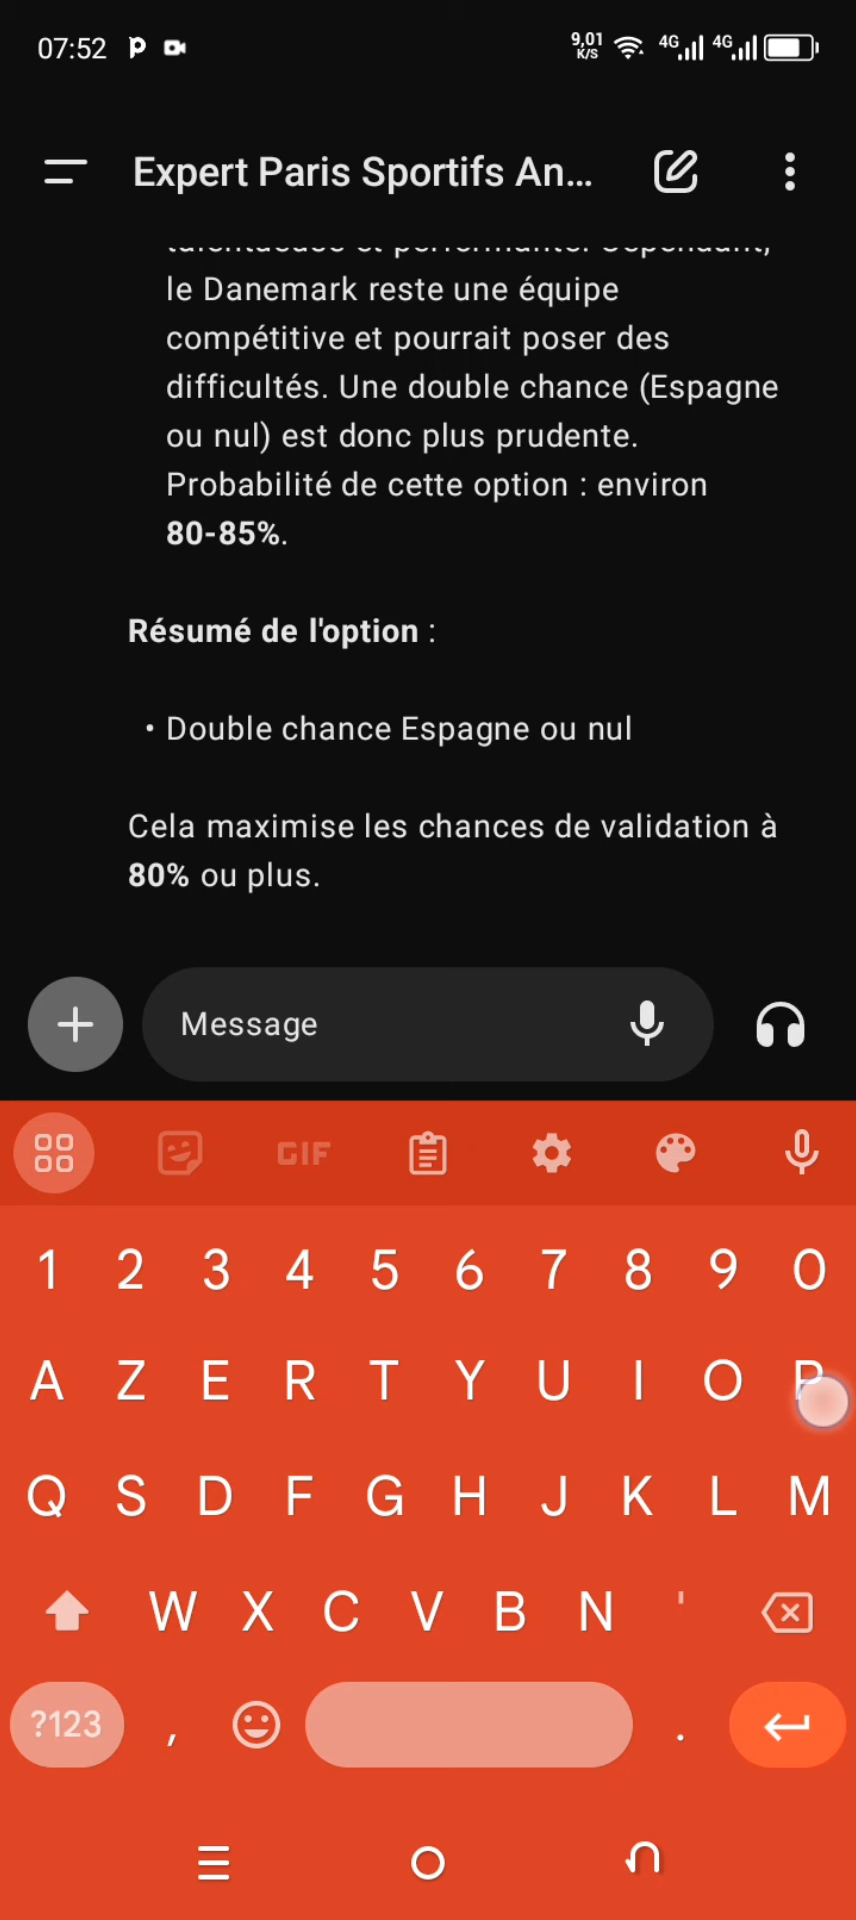 07:52
9,01
K/S
4G
4G
Expert Paris Sportifs An...
le Danemark reste une équipe
compétitive et pourrait poser des
difficultés. Une double chance (Espagne
ou nul) est donc plus prudente.
Probabilité de cette option : environ
80-85%.
Résumé de l'option :
• Double chance Espagne ou nul
Cela maximise les chances de validation à
80% ou plus.
Message
GIF
1 2 3 4 5 6 7 8 9 0
A Z E R T Y U I O P
Q S D F G H J K L M
W X C V B N '
?123 , .